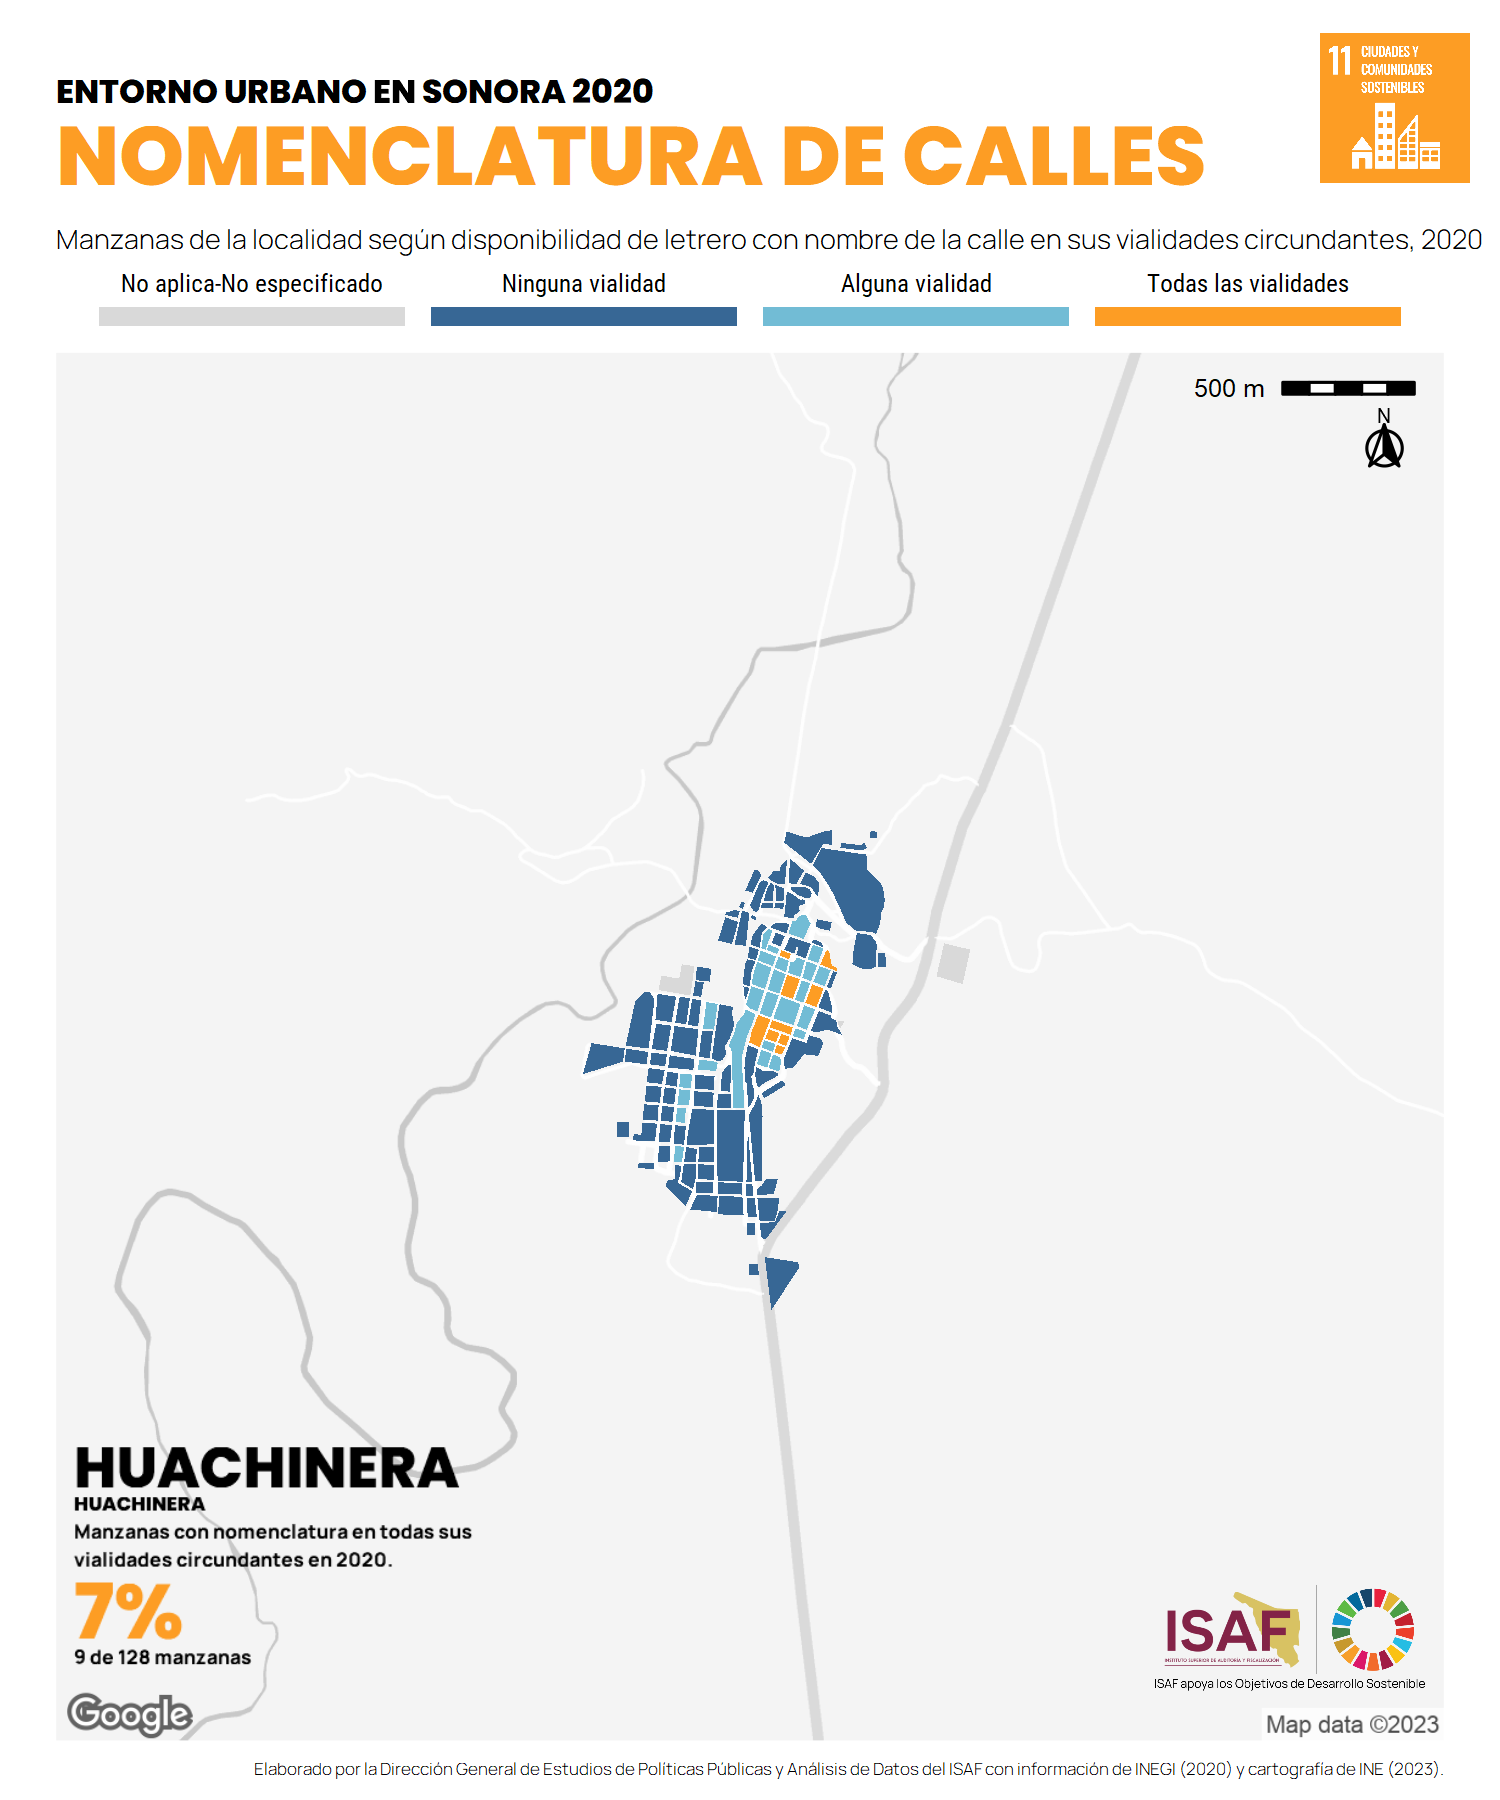 11 CIUDADES Y
COMUNIDADES
SOSTENIBLES
ENTORNO URBANO EN SONORA 2020
NOMENCLATURA DE CALLES
Manzanas de la localidad según disponibilidad de letrero con nombre de la calle en sus vialidades circundantes, 2020
No aplica-No especificado
Ninguna vialidad
Alguna vialidad
Todas las vialidades
500 m
N
HUACHINERA
HUACHINERA
Manzanas con nomenclatura en todas sus
vialidades circundantes en 2020.
7%
9 de 128 manzanas
Google
ISAF
INSTITUTO SUPERIOR DE AUDITORÍA Y FISCALIZACIÓN
ISAF apoya los Objetivos de Desarrollo Sostenible
Map data ©2023
Elaborado por la Dirección General de Estudios de Políticas Públicas y Análisis de Datos del ISAF con información de INEGI (2020) y cartografía de INE (2023).